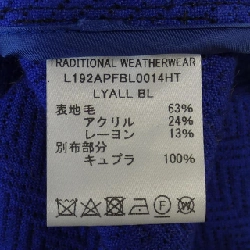 RADITIONAL WEATHERWEAR
L192APFBL0014HT
LYALL BL
表地毛 63%
アクリル 24%
レーヨン 13%
別布部分
キュプラ 100%